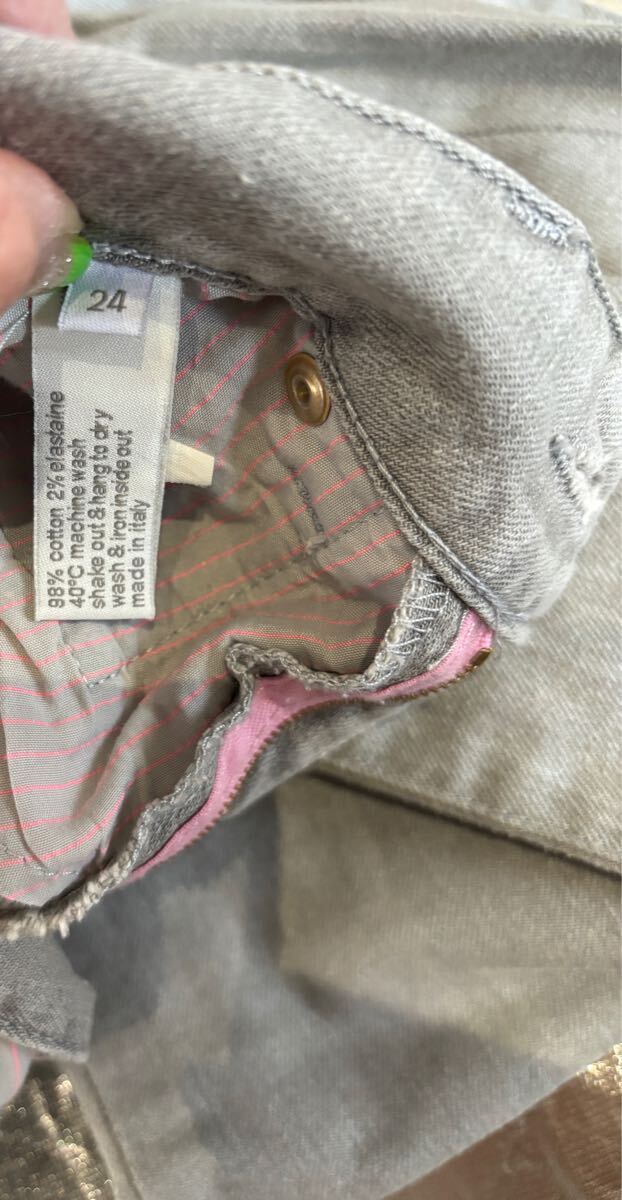 24
98% cotton 2% elastaine
40°C machine wash
shake out & hang to dry
wash & iron inside out
made in italy